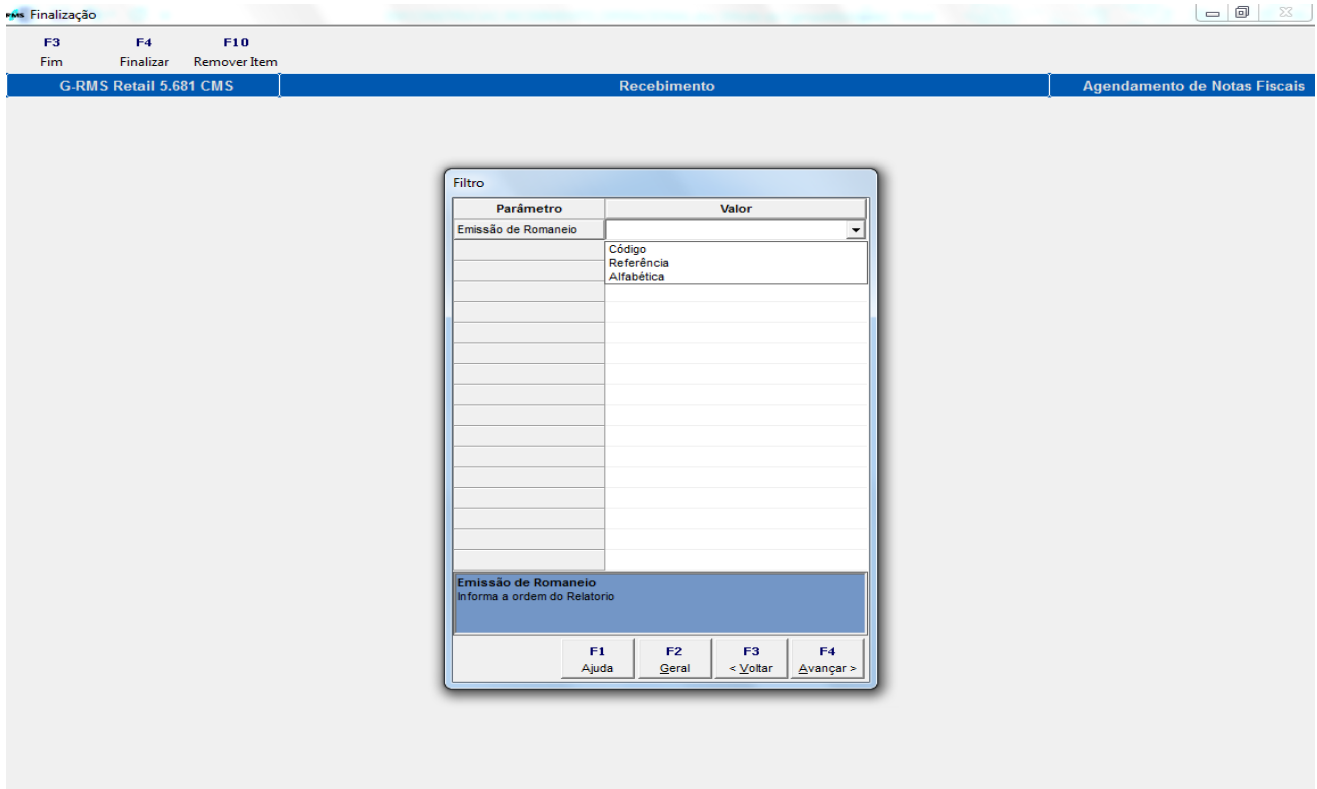 RMS Finalização
F3 F4 F10
Fim Finalizar Remover Item
G-RMS Retail 5.681 CMS Recebimento Agendamento de Notas Fiscais
Filtro
Parâmetro Valor
Emissão de Romaneio
Código
Referência
Alfabética
Emissão de Romaneio
Informa a ordem do Relatorio
F1 F2 F3 F4
Ajuda Geral < Voltar Avançar >